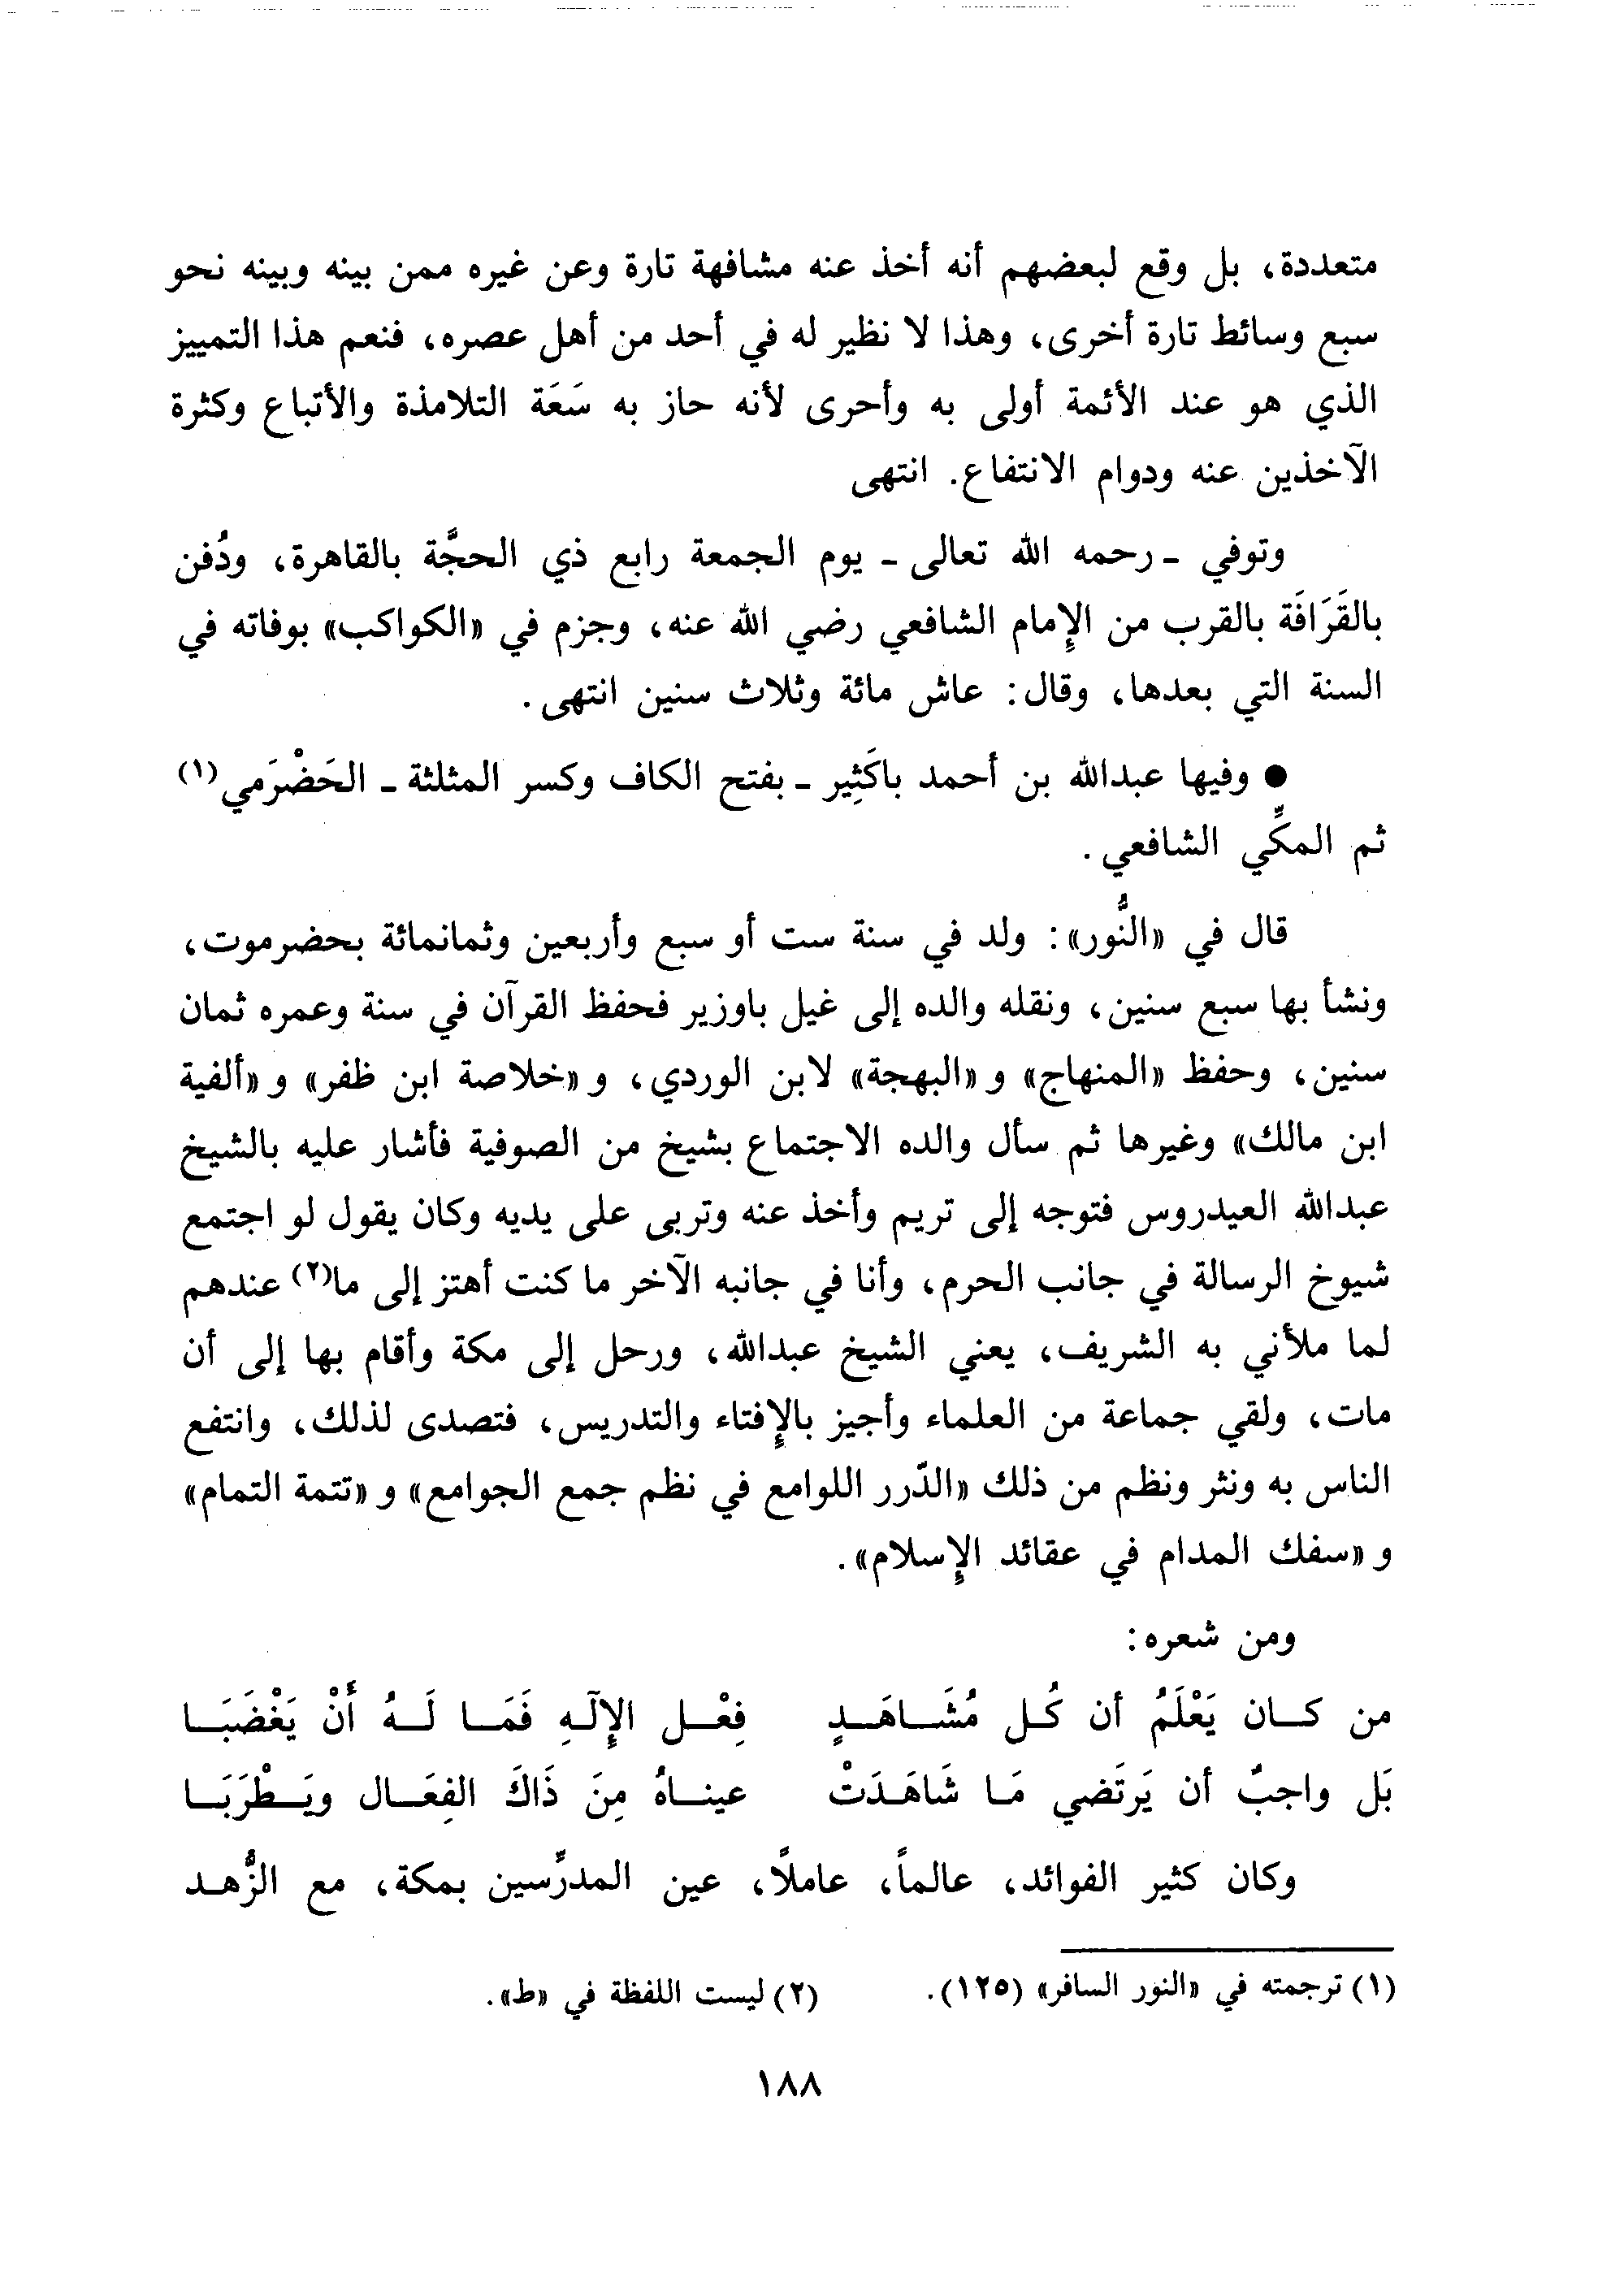 متعددة، بل وقع لبعضهم أنه أخذ عنه مشافهة تارة وعن غيره ممن بينه وبينه نحو
سبع وسائط تارة أخرى، وهذا لا نظير له في أحد من أهل عصره، فنعم هذا التمييز
الذي هو عند الأئمة أولى به وأحرى لأنه حاز به سَعَة التلامذة والأتباع وكثرة
الآخذين عنه ودوام الانتفاع. انتهى
وتوفي ـ رحمه الله تعالى ـ يوم الجمعة رابع ذي الحجَّة بالقاهرة، ودُفن
بالقَرَافَة بالقرب من الإمام الشافعي رضي الله عنه، وجزم في «الكواكب» بوفاته في
السنة التي بعدها، وقال: عاش مائة وثلاث سنين انتهى.
● وفيها عبدالله بن أحمد باكَثِير ـ بفتح الكاف وكسر المثلثة ـ الحَضْرَمي(١)
ثم المكِّي الشافعي.
قال في «النُّور»: ولد في سنة ست أو سبع وأربعين وثمانمائة بحضرموت،
ونشأ بها سبع سنين، ونقله والده إلى غيل باوزير فحفظ القرآن في سنة وعمره ثمان
سنين، وحفظ «المنهاج» و «البهجة» لابن الوردي، و «خلاصة ابن ظفر» و «ألفية
ابن مالك» وغيرها ثم سأل والده الاجتماع بشيخ من الصوفية فأشار عليه بالشيخ
عبدالله العيدروس فتوجه إلى تريم وأخذ عنه وتربى على يديه وكان يقول لو اجتمع
شيوخ الرسالة في جانب الحرم، وأنا في جانبه الآخر ما كنت أهتز إلى ما(٢) عندهم
لما ملأني به الشريف، يعني الشيخ عبدالله، ورحل إلى مكة وأقام بها إلى أن
مات، ولقي جماعة من العلماء وأجيز بالإفتاء والتدريس، فتصدى لذلك، وانتفع
الناس به ونثر ونظم من ذلك «الدّرر اللوامع في نظم جمع الجوامع» و «تتمة التمام»
و «سفك المدام في عقائد الإسلام».
ومن شعره:
من كـان يَعْلَمُ أن كُـل مُشَـاهَـدٍ فِعْـل الإلَهِ فَمَـا لَـهُ أَنْ يَغْضَبَـا
بَل واجبٌ أن يَرتَضي مَـا شَاهَـدَتْ عينـاهُ مِنَ ذَاكَ الفِعَـال ويَـطْرَبَـا
وكان كثير الفوائد، عالماً، عاملاً، عين المدرِّسين بمكة، مع الزُّهـد
(١) ترجمته في «النور السافر» (١٢٥). (٢) ليست اللفظة في «ط».
١٨٨